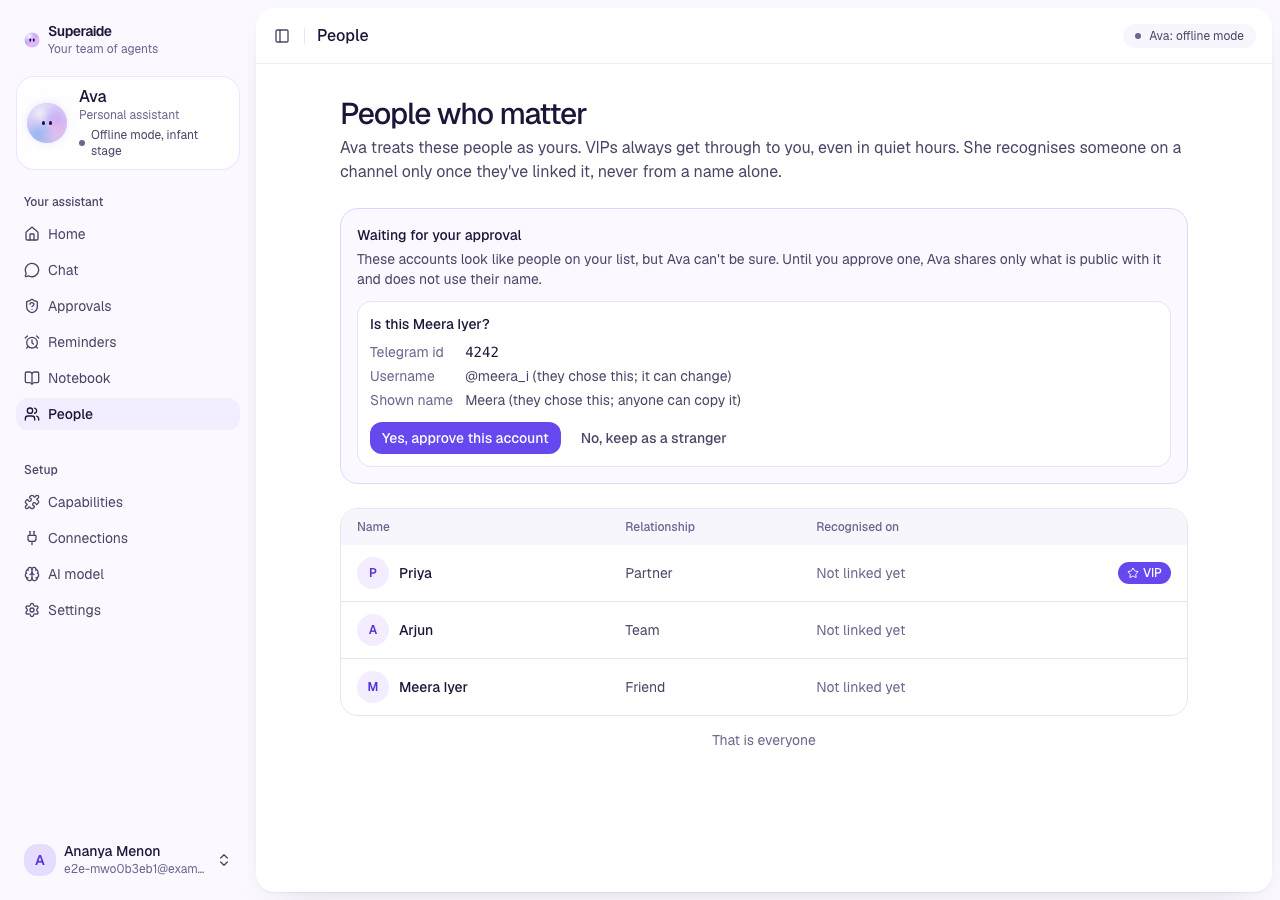 Superaide
Your team of agents
Ava
Personal assistant
Offline mode, infant
stage
Your assistant
Home
Chat
Approvals
Reminders
Notebook
People
Setup
Capabilities
Connections
AI model
Settings
A
Ananya Menon
e2e-mwo0b3eb1@exam...
People
Ava: offline mode
People who matter
Ava treats these people as yours. VIPs always get through to you, even in quiet hours. She recognises someone on a
channel only once they've linked it, never from a name alone.
Waiting for your approval
These accounts look like people on your list, but Ava can't be sure. Until you approve one, Ava shares only what is public with it
and does not use their name.
Is this Meera Iyer?
Telegram id 4242
Username @meera_i (they chose this; it can change)
Shown name Meera (they chose this; anyone can copy it)
Yes, approve this account No, keep as a stranger
Name Relationship Recognised on
P Priya Partner Not linked yet VIP
A Arjun Team Not linked yet
M Meera Iyer Friend Not linked yet
That is everyone